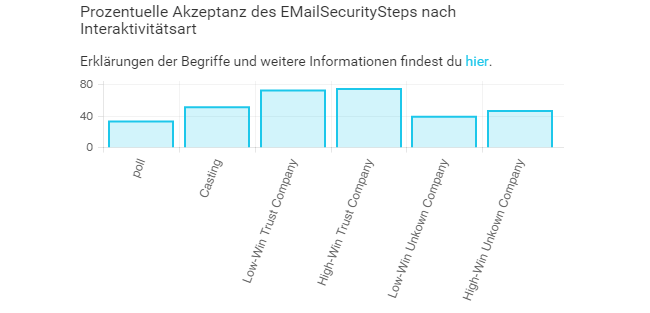 Prozentuelle Akzeptanz des EMailSecuritySteps nach
Interaktivitätsart
Erklärungen der Begriffe und weitere Informationen findest du hier.
80
40
0
poll
Casting
Low-Win Trust Company
High-Win Trust Company
Low-Win Unkown Company
High-Win Unkown Company